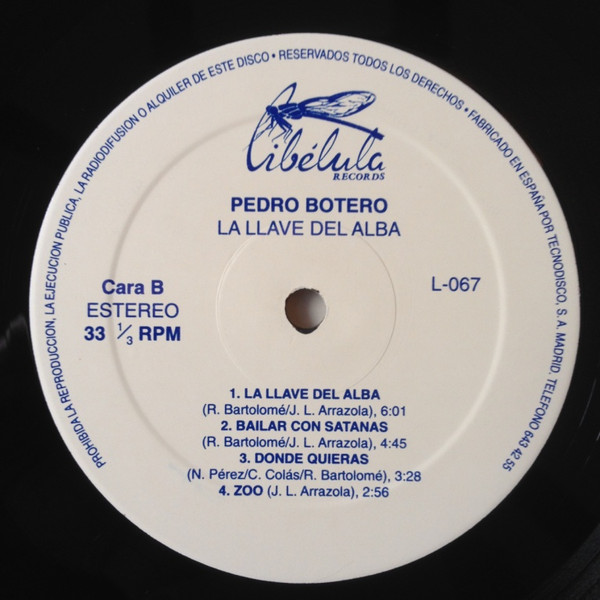 PROHIBIDA LA REPRODUCCION, LA EJECUCION PUBLICA, LA RADIODIFUSION O ALQUILER DE ESTE DISCO • RESERVADOS TODOS LOS DERECHOS • FABRICADO EN ESPAÑA POR TECNODISCO, S. A. MADRID. TELEFONO 643 42 55
Libélula
RECORDS
PEDRO BOTERO
LA LLAVE DEL ALBA
Cara B
ESTEREO
33 1/3 RPM
L-067
1. LA LLAVE DEL ALBA
(R. Bartolomé/J. L. Arrazola), 6:01
2. BAILAR CON SATANAS
(R. Bartolomé/J. L. Arrazola), 4:45
3. DONDE QUIERAS
(N. Pérez/C. Colás/R. Bartolomé), 3:28
4. ZOO (J. L. Arrazola), 2:56